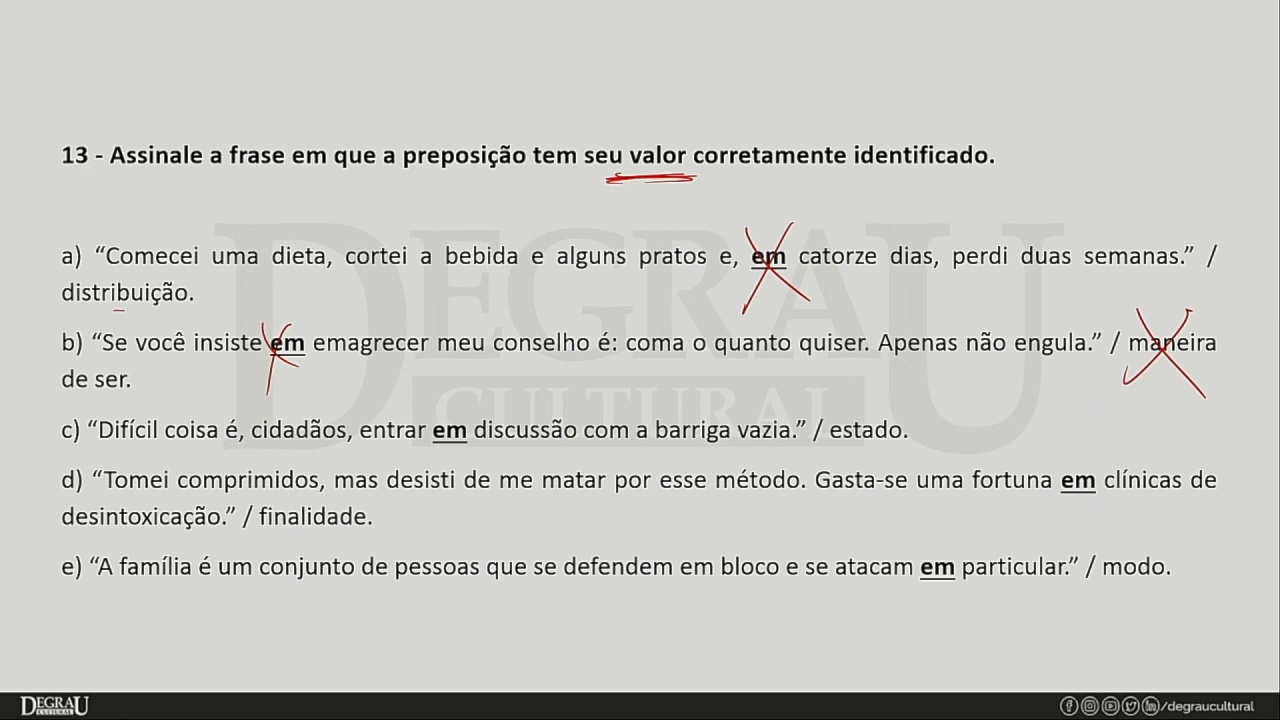 13 - Assinale a frase em que a preposição tem seu valor corretamente identificado.
a) “Comecei uma dieta, cortei a bebida e alguns pratos e, em catorze dias, perdi duas semanas.” /
distribuição.
b) “Se você insiste em emagrecer meu conselho é: coma o quanto quiser. Apenas não engula.” / maneira
de ser.
c) “Difícil coisa é, cidadãos, entrar em discussão com a barriga vazia.” / estado.
d) “Tomei comprimidos, mas desisti de me matar por esse método. Gasta-se uma fortuna em clínicas de
desintoxicação.” / finalidade.
e) “A família é um conjunto de pessoas que se defendem em bloco e se atacam em particular.” / modo.
DEGRAU
CULTURAL
DEGRAU
CULTURAL
/degraucultural